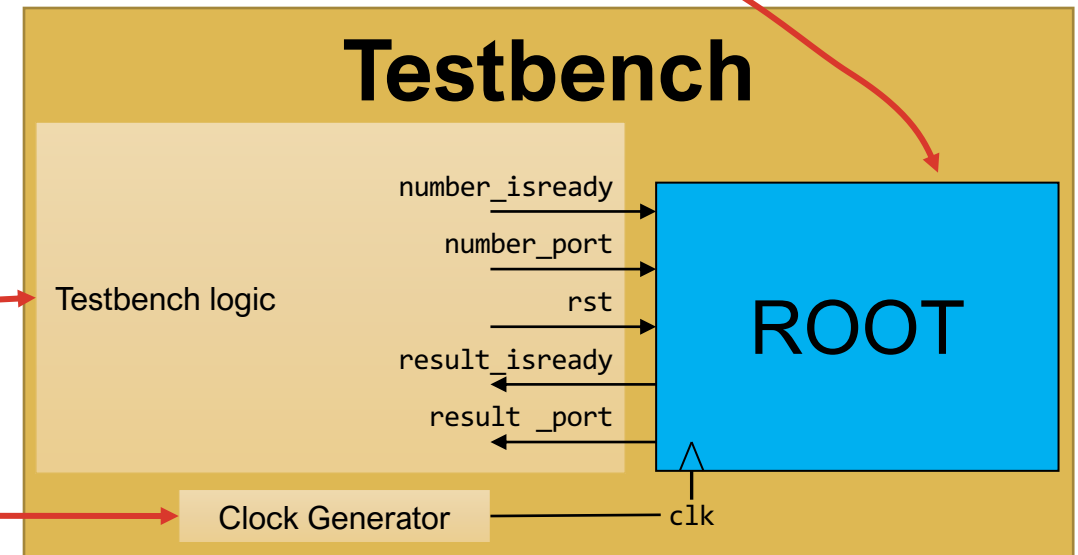 Testbench
number_isready
number_port
Testbench logic
rst
ROOT
result_isready
result _port
Clock Generator
clk